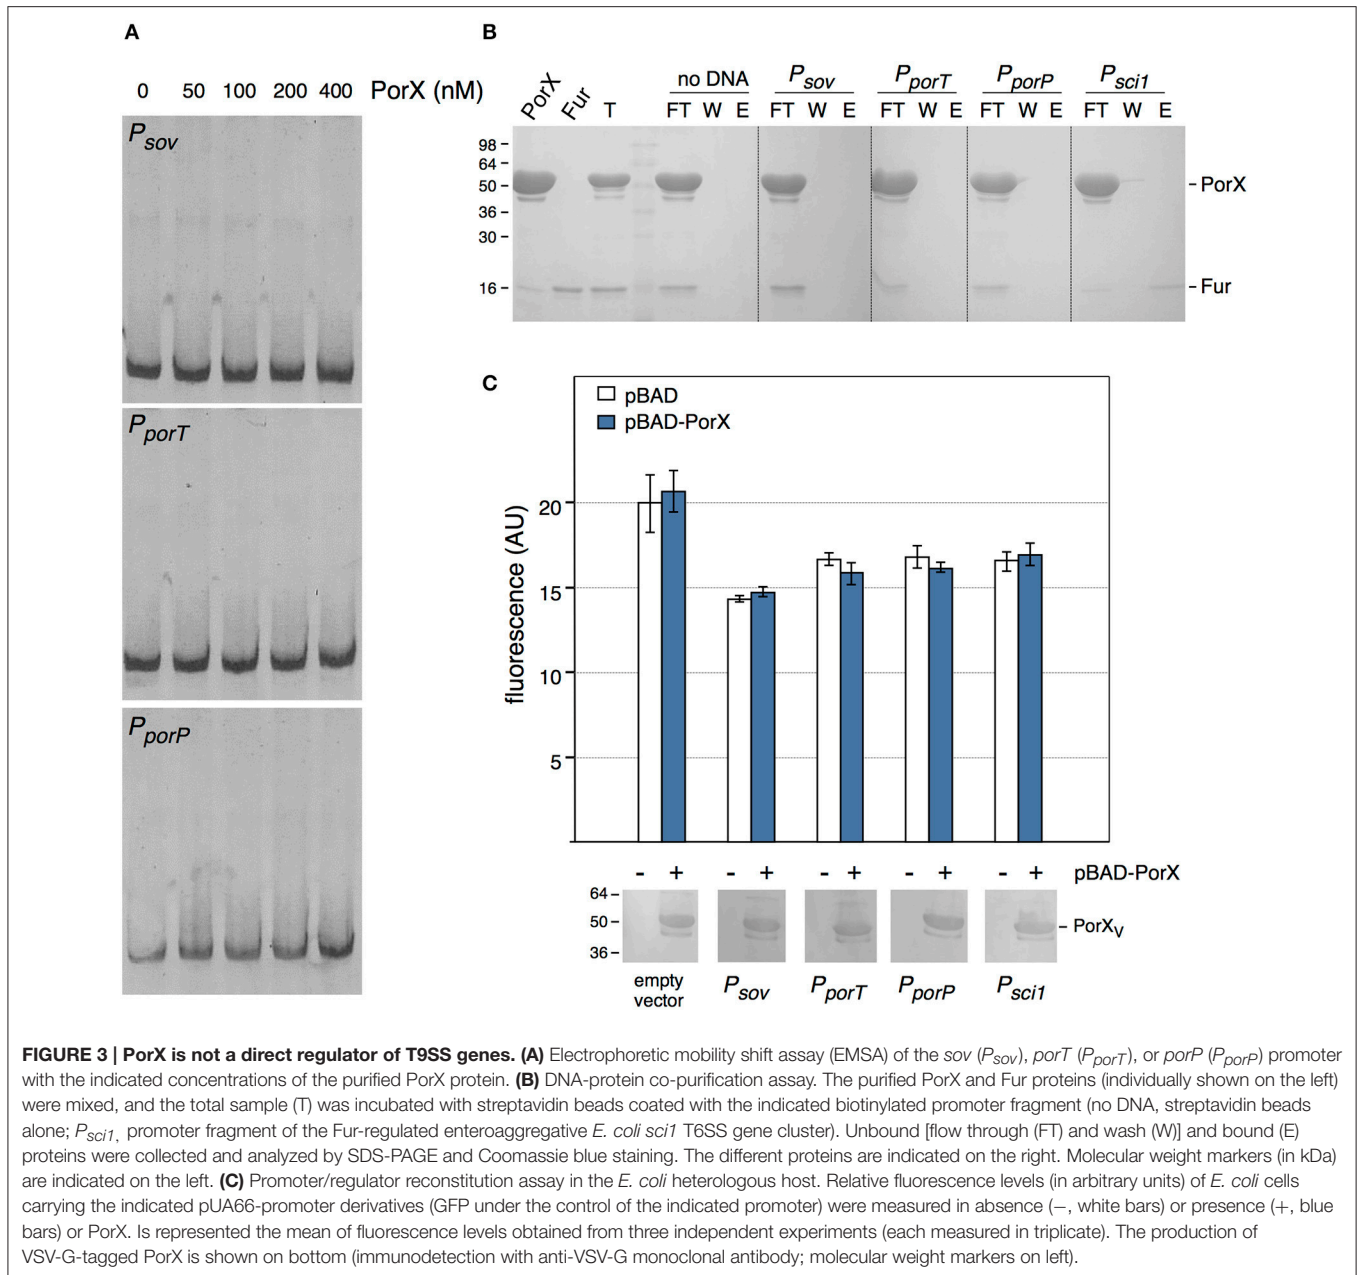 A
0 50 100 200 400 PorX (nM)
Psov
PporT
PporP
B
PorX Fur T
no DNA Psov PporT PporP Psci1
FT W E FT W E FT W E FT W E FT W E
98
64
50
36
30
16
PorX
Fur
C
pBAD
pBAD-PorX
fluorescence (AU)
20
15
10
5
- + - + - + - + - + pBAD-PorX
64
50
36
PorXV
empty vector
Psov PporT PporP Psci1
FIGURE 3 | PorX is not a direct regulator of T9SS genes. (A) Electrophoretic mobility shift assay (EMSA) of the sov (Psov), porT (PporT), or porP (PporP) promoter
with the indicated concentrations of the purified PorX protein. (B) DNA-protein co-purification assay. The purified PorX and Fur proteins (individually shown on the left)
were mixed, and the total sample (T) was incubated with streptavidin beads coated with the indicated biotinylated promoter fragment (no DNA, streptavidin beads
alone; Psci1, promoter fragment of the Fur-regulated enteroaggregative E. coli sci1 T6SS gene cluster). Unbound [flow through (FT) and wash (W)] and bound (E)
proteins were collected and analyzed by SDS-PAGE and Coomassie blue staining. The different proteins are indicated on the right. Molecular weight markers (in kDa)
are indicated on the left. (C) Promoter/regulator reconstitution assay in the E. coli heterologous host. Relative fluorescence levels (in arbitrary units) of E. coli cells
carrying the indicated pUA66-promoter derivatives (GFP under the control of the indicated promoter) were measured in absence (−, white bars) or presence (+, blue
bars) or PorX. Is represented the mean of fluorescence levels obtained from three independent experiments (each measured in triplicate). The production of
VSV-G-tagged PorX is shown on bottom (immunodetection with anti-VSV-G monoclonal antibody; molecular weight markers on left).